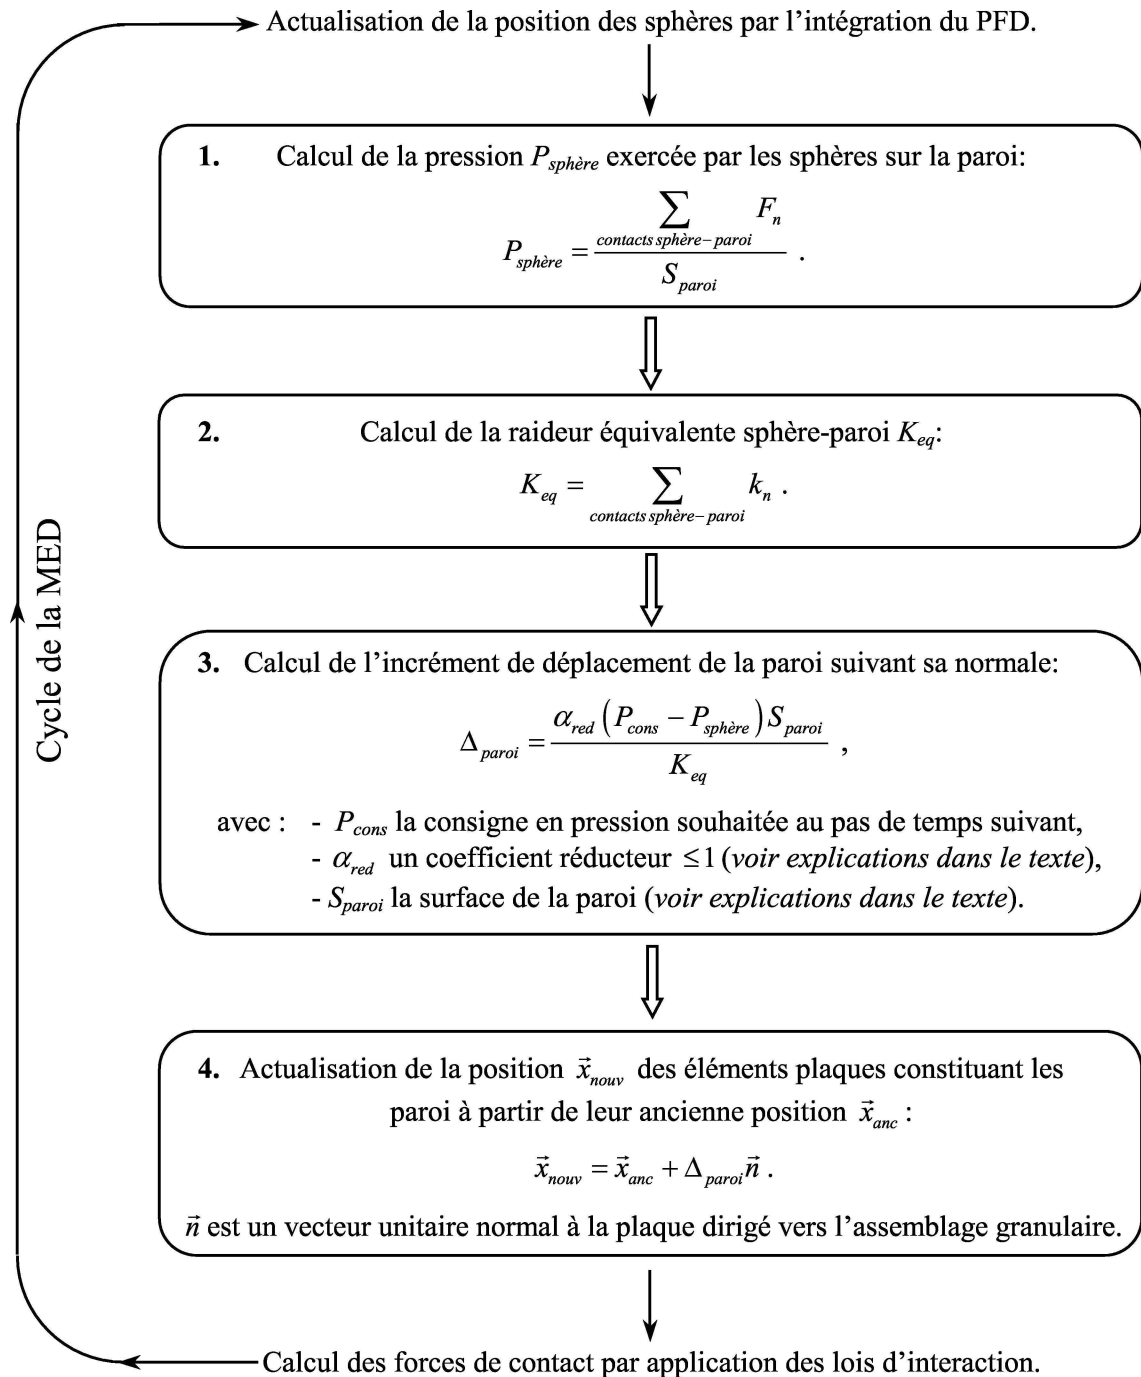 Actualisation de la position des sphères par l'intégration du PFD.
1. Calcul de la pression P_sphère exercée par les sphères sur la paroi:
P_sphère = ∑_{contacts sphère−paroi} F_n / S_paroi .
2. Calcul de la raideur équivalente sphère-paroi K_eq:
K_eq = ∑_{contacts sphère−paroi} k_n .
3. Calcul de l'incrément de déplacement de la paroi suivant sa normale:
Δ_paroi = α_red (P_cons − P_sphère) S_paroi / K_eq ,
avec : - P_cons la consigne en pression souhaitée au pas de temps suivant,
- α_red un coefficient réducteur ≤1 (voir explications dans le texte),
- S_paroi la surface de la paroi (voir explications dans le texte).
4. Actualisation de la position x⃗_nouv des éléments plaques constituant les
paroi à partir de leur ancienne position x⃗_anc :
x⃗_nouv = x⃗_anc + Δ_paroi n⃗ .
n⃗ est un vecteur unitaire normal à la plaque dirigé vers l'assemblage granulaire.
Calcul des forces de contact par application des lois d'interaction.
Cycle de la MED